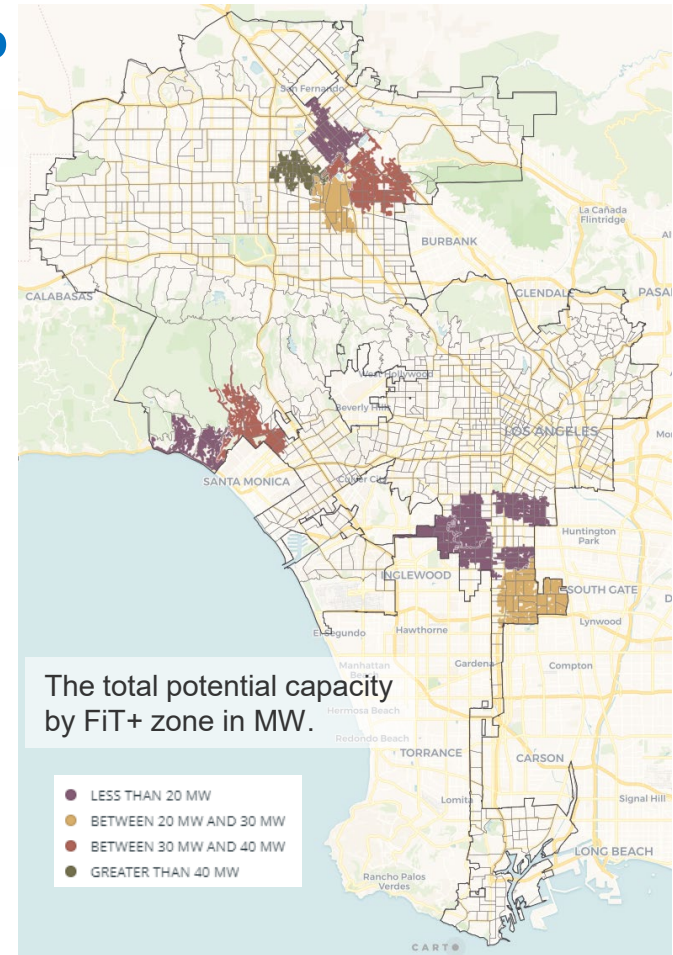 San Fernando
La Cañada
Flintridge
BURBANK
CALABASAS
GLENDALE
PASA
West Hollywood
Beverly Hills
LOS ANGELES
SANTA MONICA
Culver City
Huntington
Park
INGLEWOOD
SOUTH GATE
Lynwood
El Segundo
Hawthorne
Manhattan
Gardena
Compton
The total potential capacity
by FiT+ zone in MW.
Hermosa Beach
Redondo Beach
TORRANCE
CARSON
LESS THAN 20 MW
BETWEEN 20 MW AND 30 MW
BETWEEN 30 MW AND 40 MW
GREATER THAN 40 MW
Lomita
Signal Hill
LONG BEACH
Rancho Palos
Verdes
CARTO